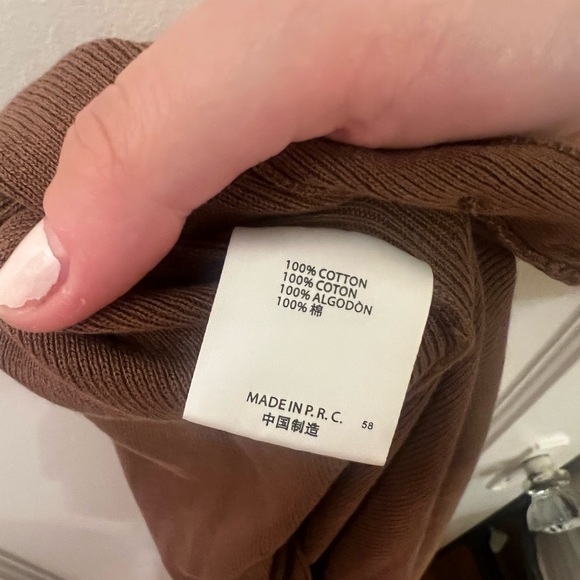 100% COTTON
100% COTON
100% ALGODÓN
100% 棉
MADE IN P. R. C.
中国制造
58